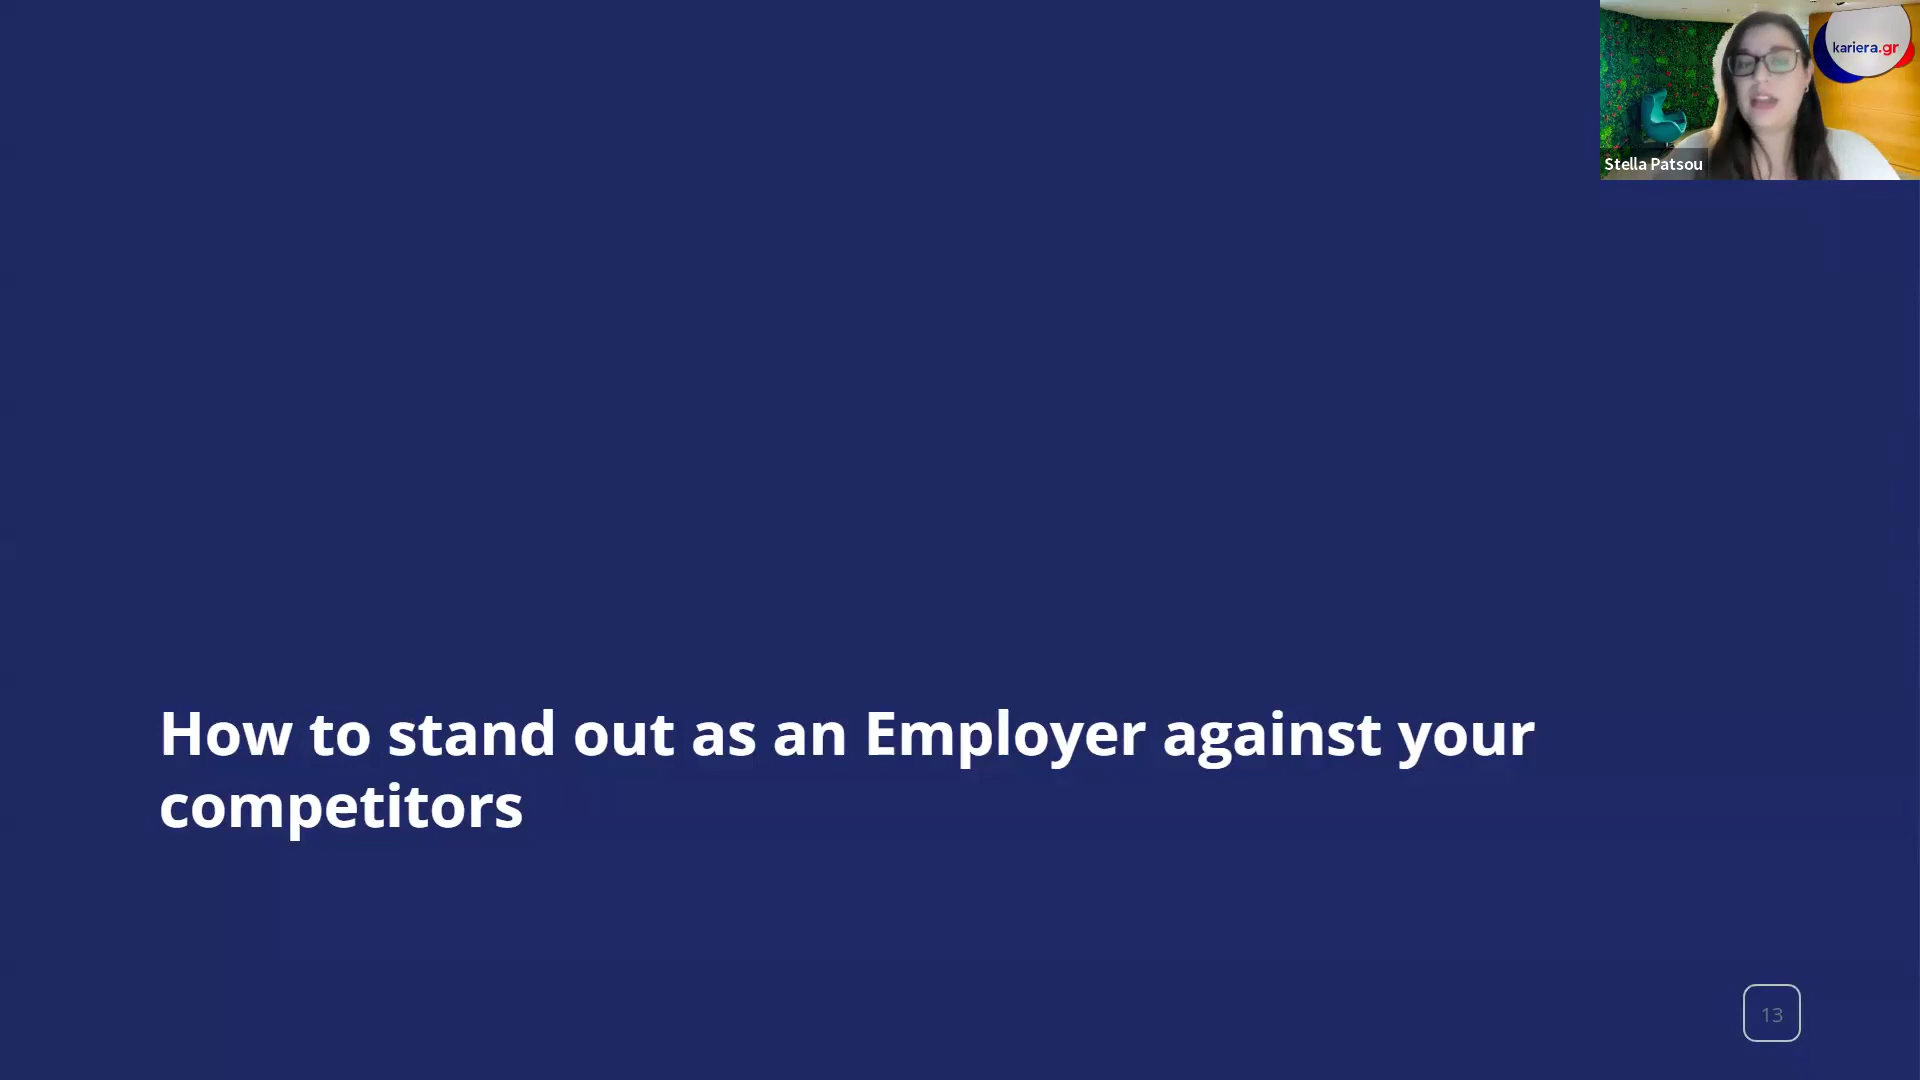 kariera.gr
Stella Patsou
How to stand out as an Employer against your
competitors
13